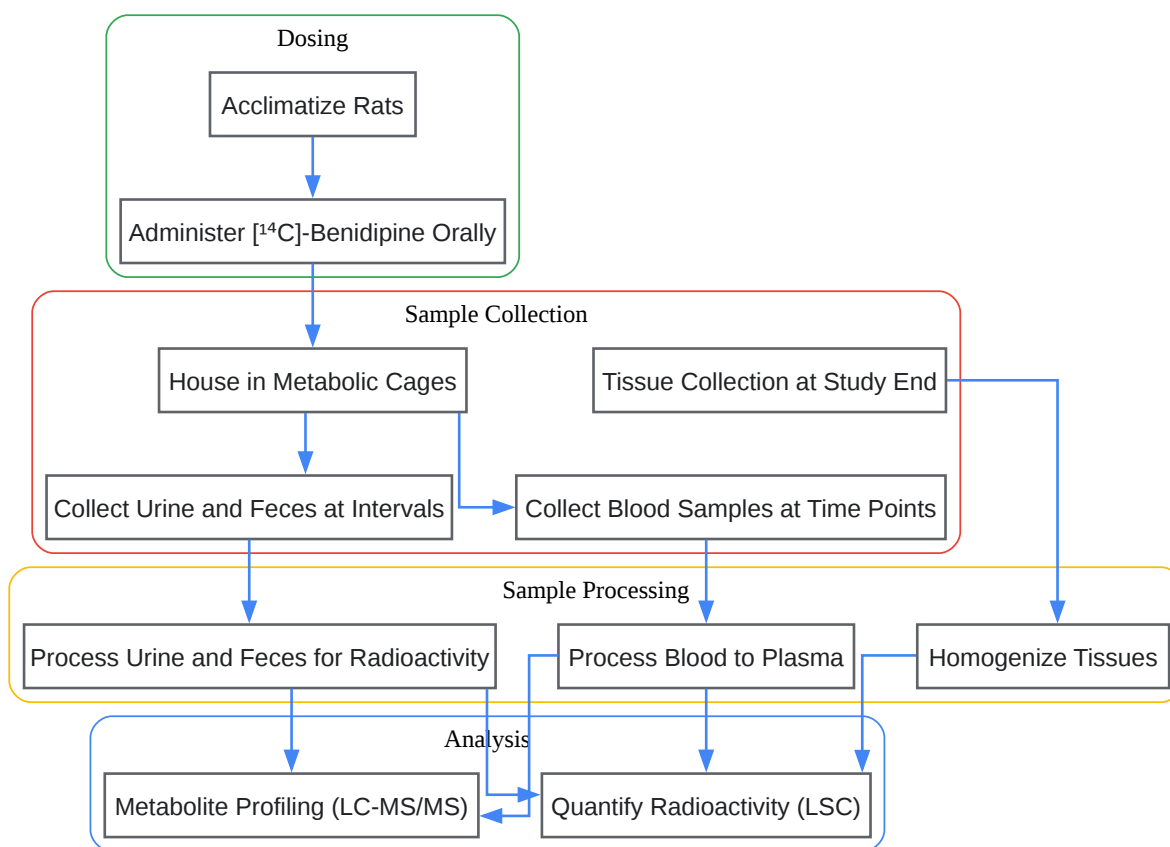 Dosing
Acclimatize Rats
Administer [¹⁴C]-Benidipine Orally
Sample Collection
House in Metabolic Cages
Tissue Collection at Study End
Collect Urine and Feces at Intervals
Collect Blood Samples at Time Points
Sample Processing
Process Urine and Feces for Radioactivity
Process Blood to Plasma
Homogenize Tissues
Analysis
Metabolite Profiling (LC-MS/MS)
Quantify Radioactivity (LSC)